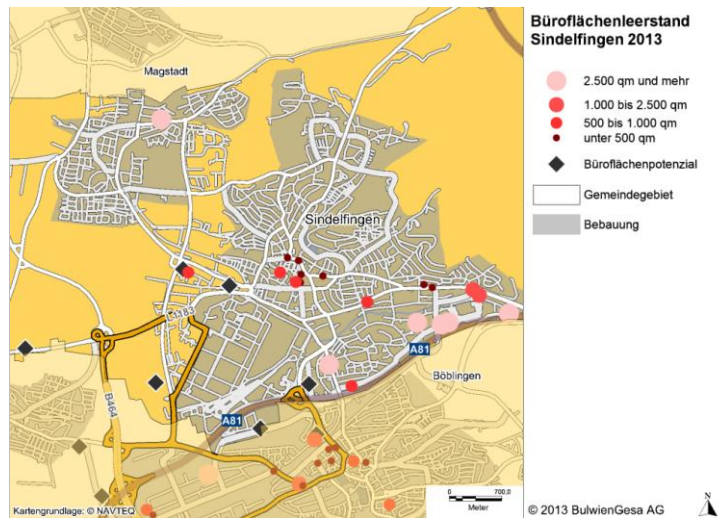 Büroflächenleerstand
Sindelfingen 2013
2.500 qm und mehr
1.000 bis 2.500 qm
500 bis 1.000 qm
unter 500 qm
Büroflächenpotenzial
Gemeindegebiet
Bebauung
Magstadt
Sindelfingen
L1183
A81
Böblingen
B464
A81
0 700,0
Meter
Kartengrundlage: © NAVTEQ
© 2013 BulwienGesa AG
N